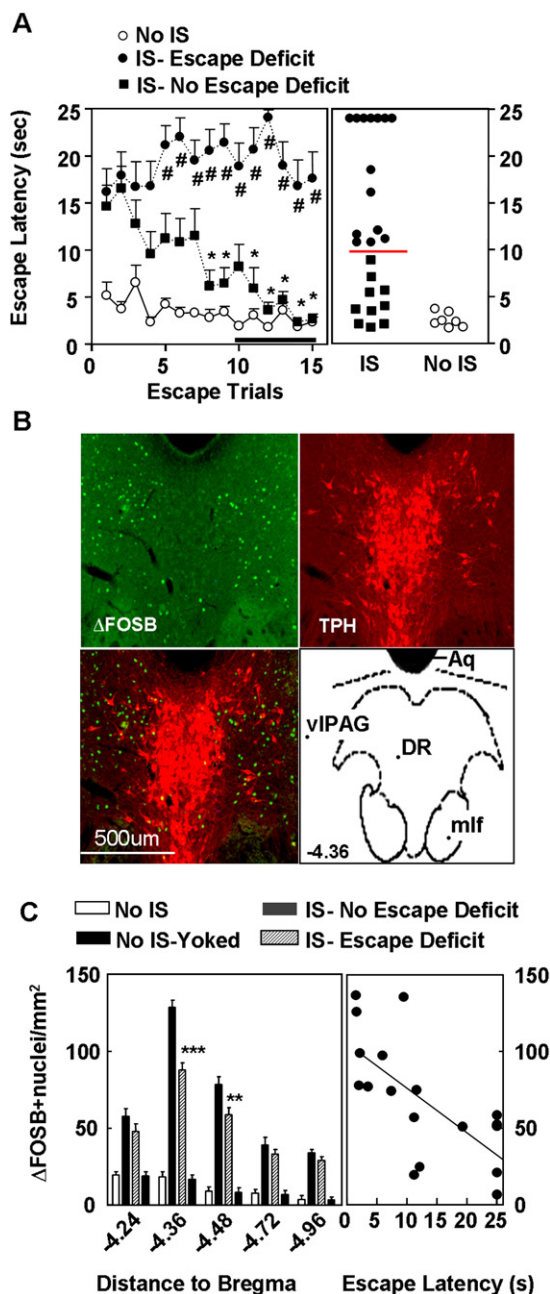 A
No IS
IS- Escape Deficit
IS- No Escape Deficit
Escape Latency (sec)
25
20
15
10
5
0
# # # # # # # # # #
* * * * * * *
0 5 10 15
Escape Trials
IS No IS
25
20
15
10
5
0
B
ΔFOSB
TPH
500um
Aq
vlPAG
DR
mlf
-4.36
C
No IS
IS- No Escape Deficit
No IS-Yoked
IS- Escape Deficit
ΔFOSB+nuclei/mm²
150
100
50
0
***
**
-4.24 -4.36 -4.48 -4.72 -4.96
Distance to Bregma
0 5 10 15 20 25
Escape Latency (s)
150
100
50
0